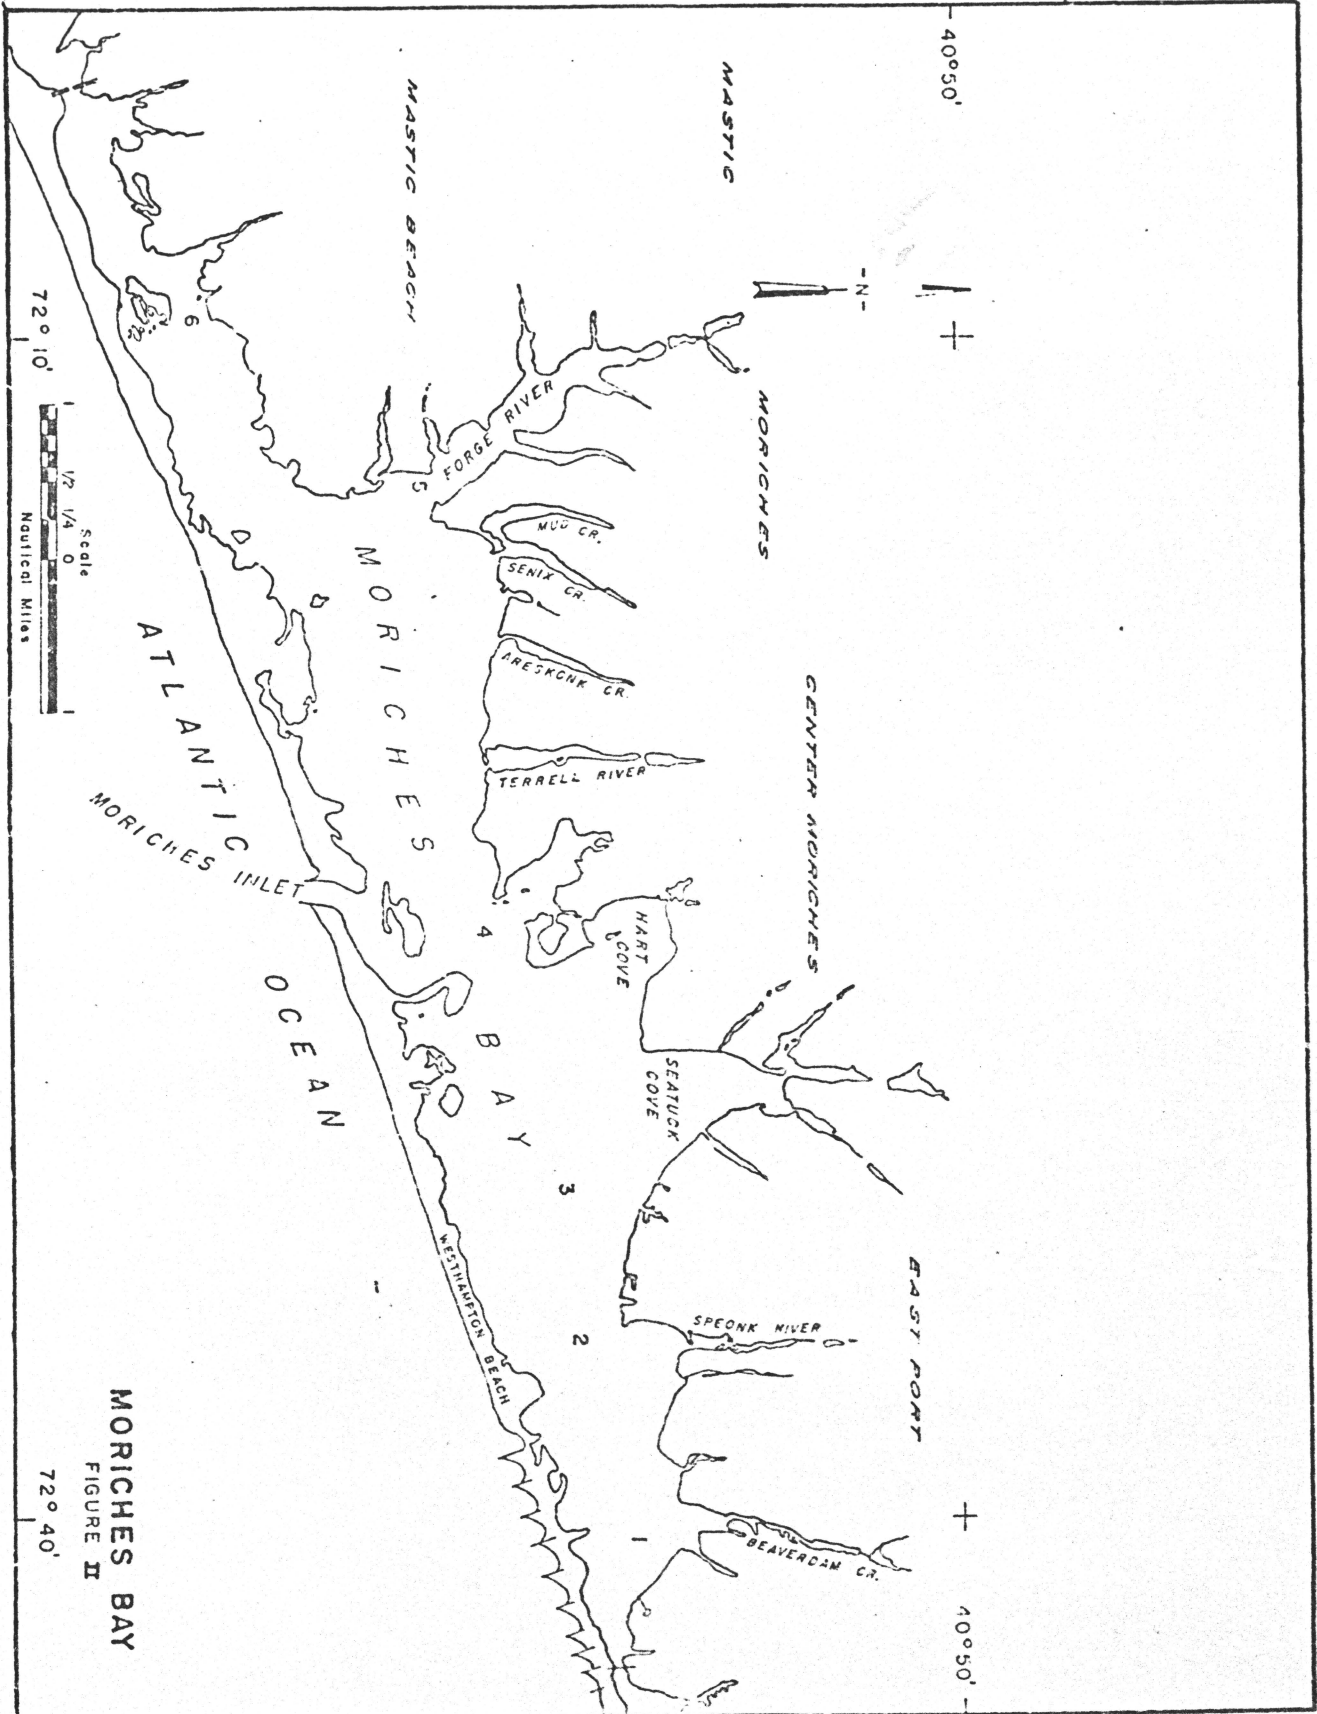 40°50'
40°50'
-N-
MASTIC
MORICHES
CENTER MORICHES
EAST PORT
MASTIC BEACH
FORGE RIVER
MUD CR.
SENIX CR.
ARESKONK CR.
TERRELL RIVER
HART COVE
SEATUCK COVE
SPEONK RIVER
BEAVERDAM CR.
6
5
4
3
2
1
MORICHES BAY
WESTHAMPTON BEACH
MORICHES INLET
ATLANTIC OCEAN
72° 10'
72° 40'
Scale
1 1/2 1/4 0 1
Nautical Miles
MORICHES BAY
FIGURE II